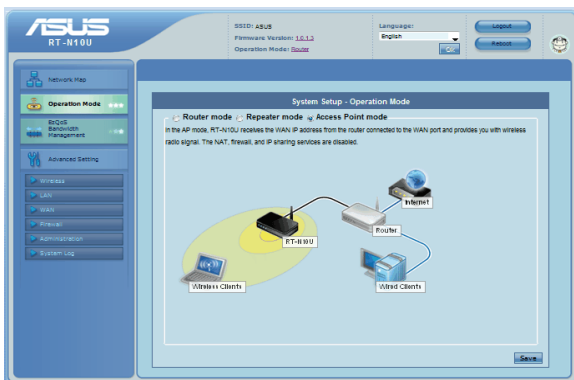 ASUS
RT-N10U
SSID: ASUS
Firmware Version: 1.0.1.3
Operation Mode: Router
Language:
English
Logout
Reboot
Network Map
Operation Mode
EzQoS
Bandwidth
Management
Advanced Setting
Wireless
LAN
WAN
Firewall
Administration
System Log
System Setup - Operation Mode
Router mode Repeater mode Access Point mode
In the AP mode, RT-N10U receives the WAN IP address from the router connected to the WAN port and provides you with wireless
radio signal. The NAT, firewall, and IP sharing services are disabled.
Internet
Router
RT-N10U
Wireless Clients
Wired Clients
Save